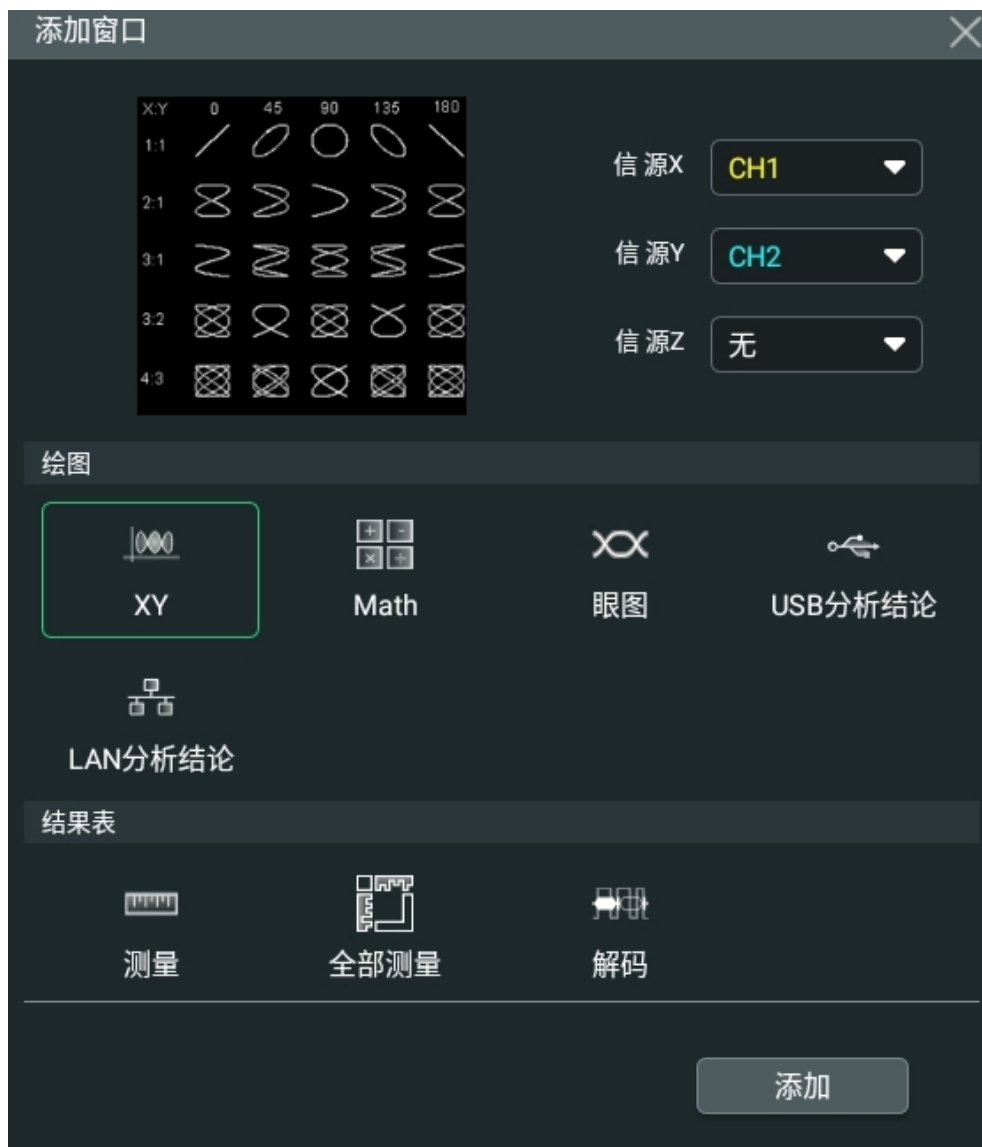 添加窗口
X:Y 0 45 90 135 180
1:1
2:1
3:1
3:2
4:3
信源X CH1
信源Y CH2
信源Z 无
绘图
XY Math 眼图 USB分析结论
LAN分析结论
结果表
测量 全部测量 解码
添加